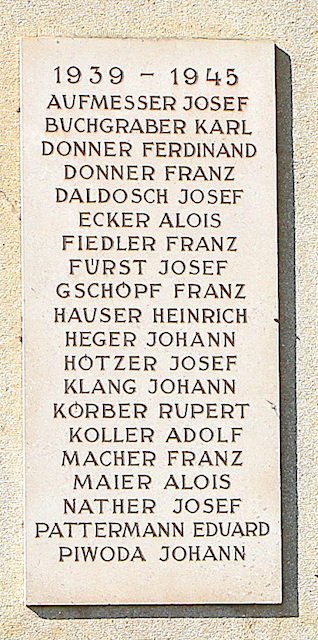 1939 - 1945
AUFMESSER JOSEF
BUCHGRABER KARL
DONNER FERDINAND
DONNER FRANZ
DALDOSCH JOSEF
ECKER ALOIS
FIEDLER FRANZ
FÜRST JOSEF
GSCHÖPF FRANZ
HAUSER HEINRICH
HEGER JOHANN
HÖTZER JOSEF
KLANG JOHANN
KÖRBER RUPERT
KOLLER ADOLF
MACHER FRANZ
MAIER ALOIS
NATHER JOSEF
PATTERMANN EDUARD
PIWODA JOHANN